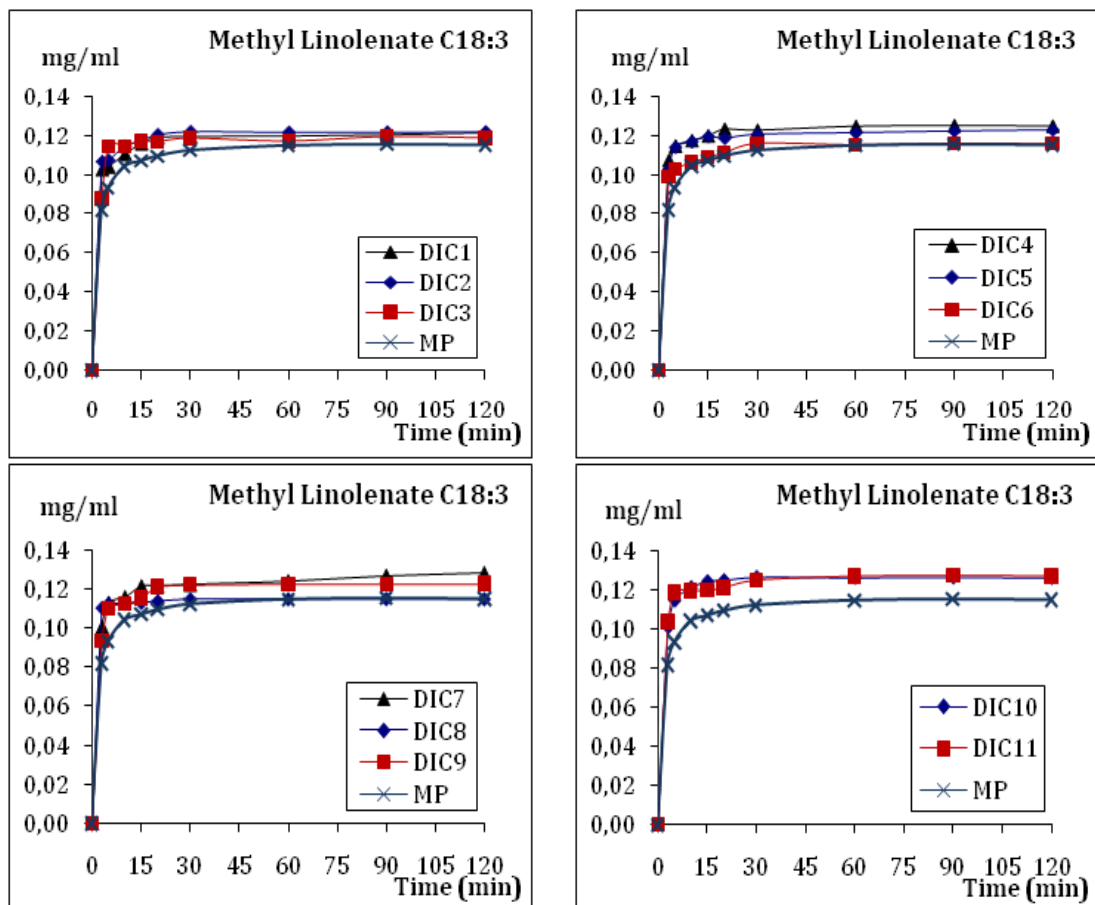 Methyl Linolenate C18:3
mg/ml
0,14
0,12
0,10
0,08
0,06
0,04
0,02
0,00
DIC1
DIC2
DIC3
MP
0 15 30 45 60 75 90 105 120
Time (min)
Methyl Linolenate C18:3
mg/ml
0,14
0,12
0,10
0,08
0,06
0,04
0,02
0,00
DIC4
DIC5
DIC6
MP
0 15 30 45 60 75 90 105 120
Time (min)
Methyl Linolenate C18:3
mg/ml
0,14
0,12
0,10
0,08
0,06
0,04
0,02
0,00
DIC7
DIC8
DIC9
MP
0 15 30 45 60 75 90 105 120
Time (min)
Methyl Linolenate C18:3
mg/ml
0,14
0,12
0,10
0,08
0,06
0,04
0,02
0,00
DIC10
DIC11
MP
0 15 30 45 60 75 90 105 120
Time (min)